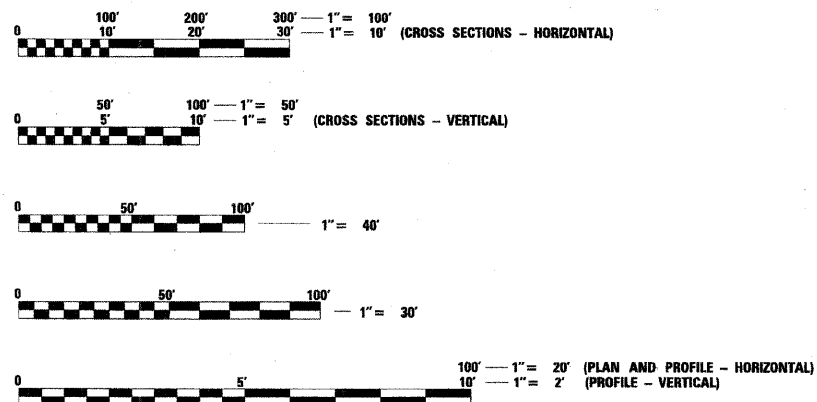 100' 200' 300' — 1" = 100'
0 10' 20' 30' — 1" = 10' (CROSS SECTIONS - HORIZONTAL)
50' 100' — 1" = 50'
0 5' 10' — 1" = 5' (CROSS SECTIONS - VERTICAL)
0 50' 100'
1" = 40'
0 50' 100'
— 1" = 30'
100' — 1" = 20' (PLAN AND PROFILE - HORIZONTAL)
0 5' 10' — 1" = 2' (PROFILE - VERTICAL)